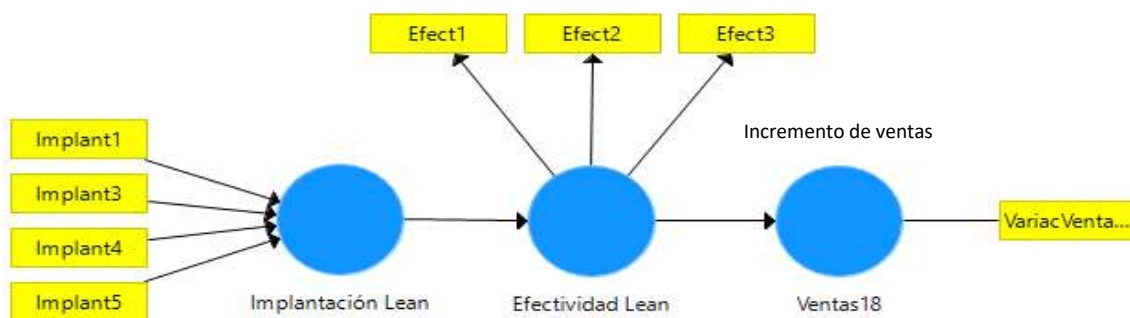 Efect1 Efect2 Efect3
Incremento de ventas
Implant1
Implant3
Implant4
Implant5
VariacVenta...
Implantación Lean Efectividad Lean Ventas18